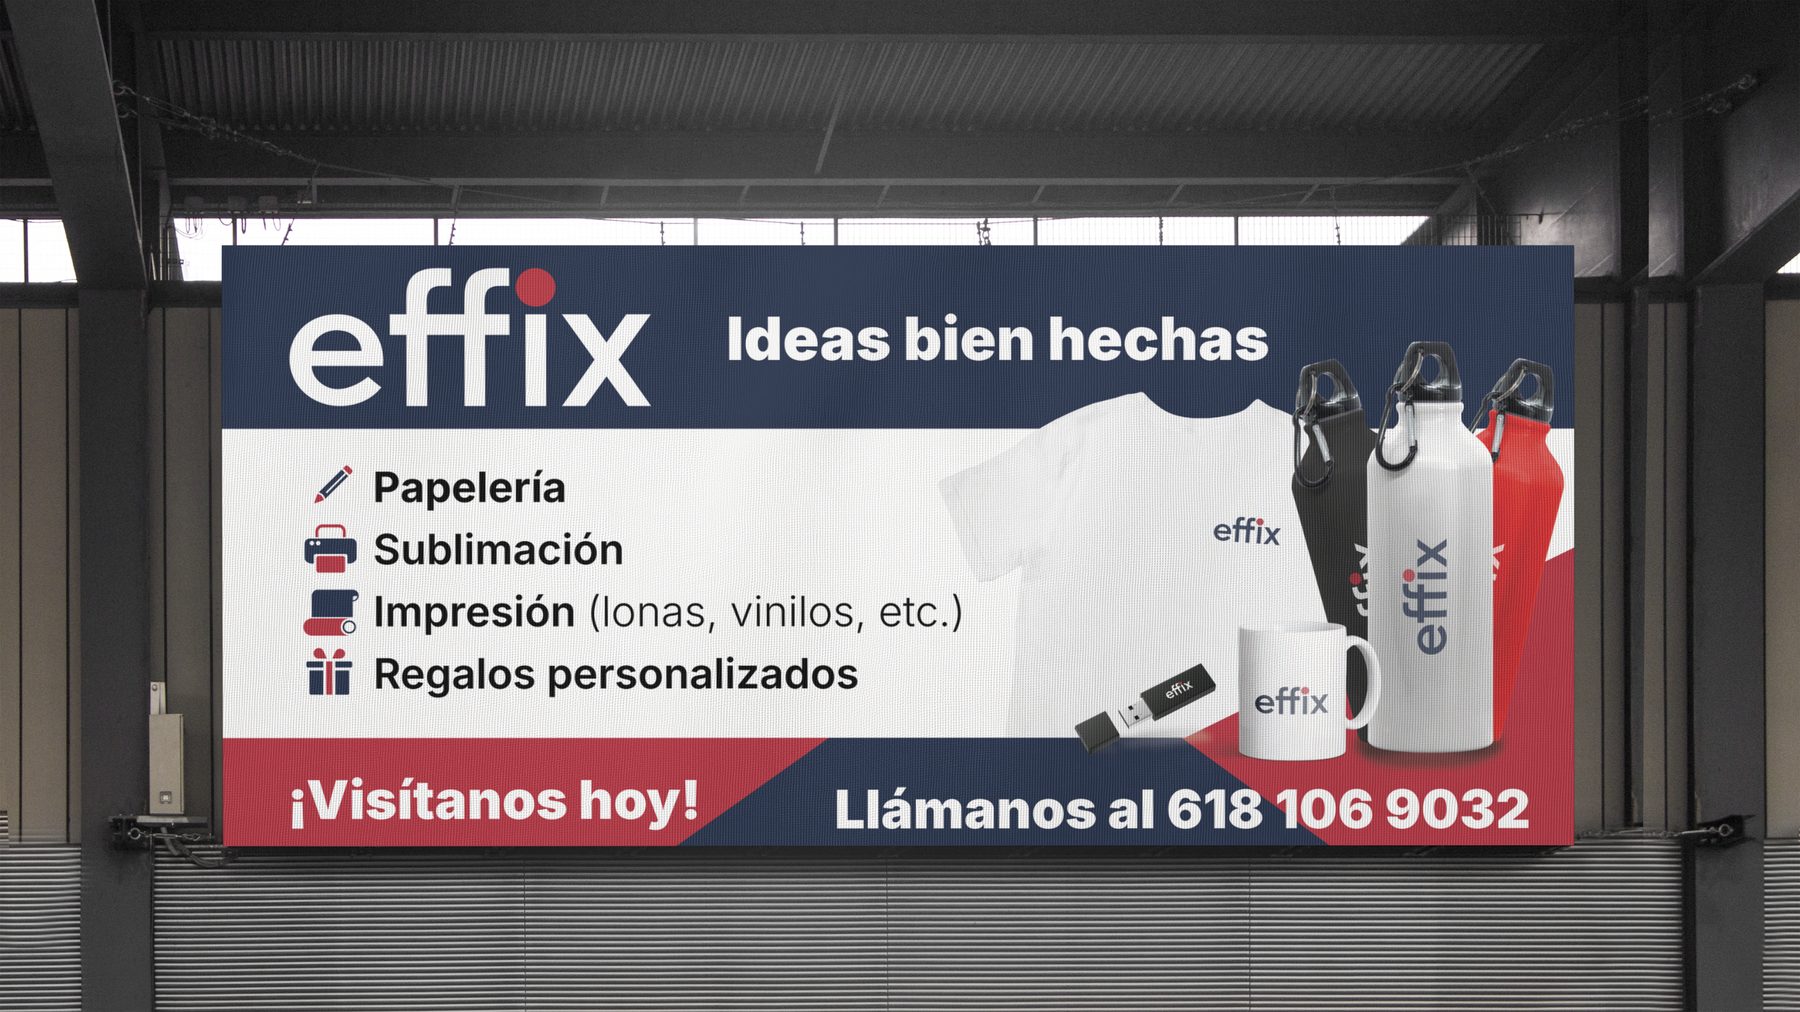 effix
Ideas bien hechas
Papelería
Sublimación
Impresión (lonas, vinilos, etc.)
Regalos personalizados
effix
effix
effix
effix
effix
¡Visítanos hoy!
Llámanos al 618 106 9032